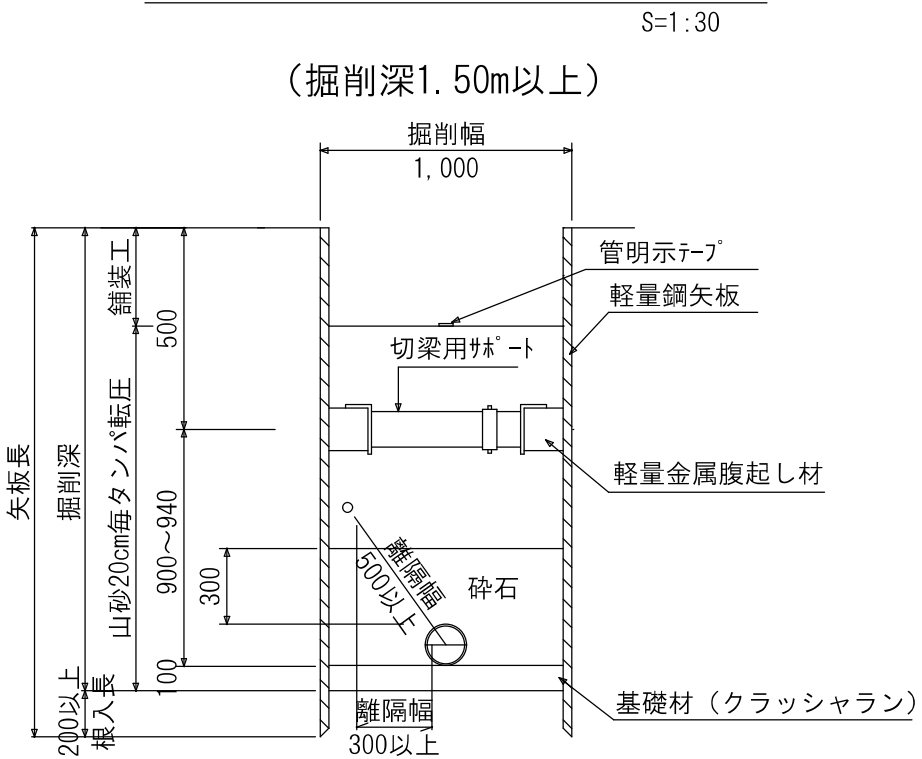 S=1:30
(掘削深1.50m以上)
掘削幅
1,000
管明示テープ
軽量鋼矢板
舗装工
500
切梁用サポート
矢板長
掘削深
山砂20cm毎タンパ転圧
900～940
軽量金属腹起し材
300
離隔幅
500以上
砕石
100
200以上
根入長
離隔幅
300以上
基礎材（クラッシャラン）